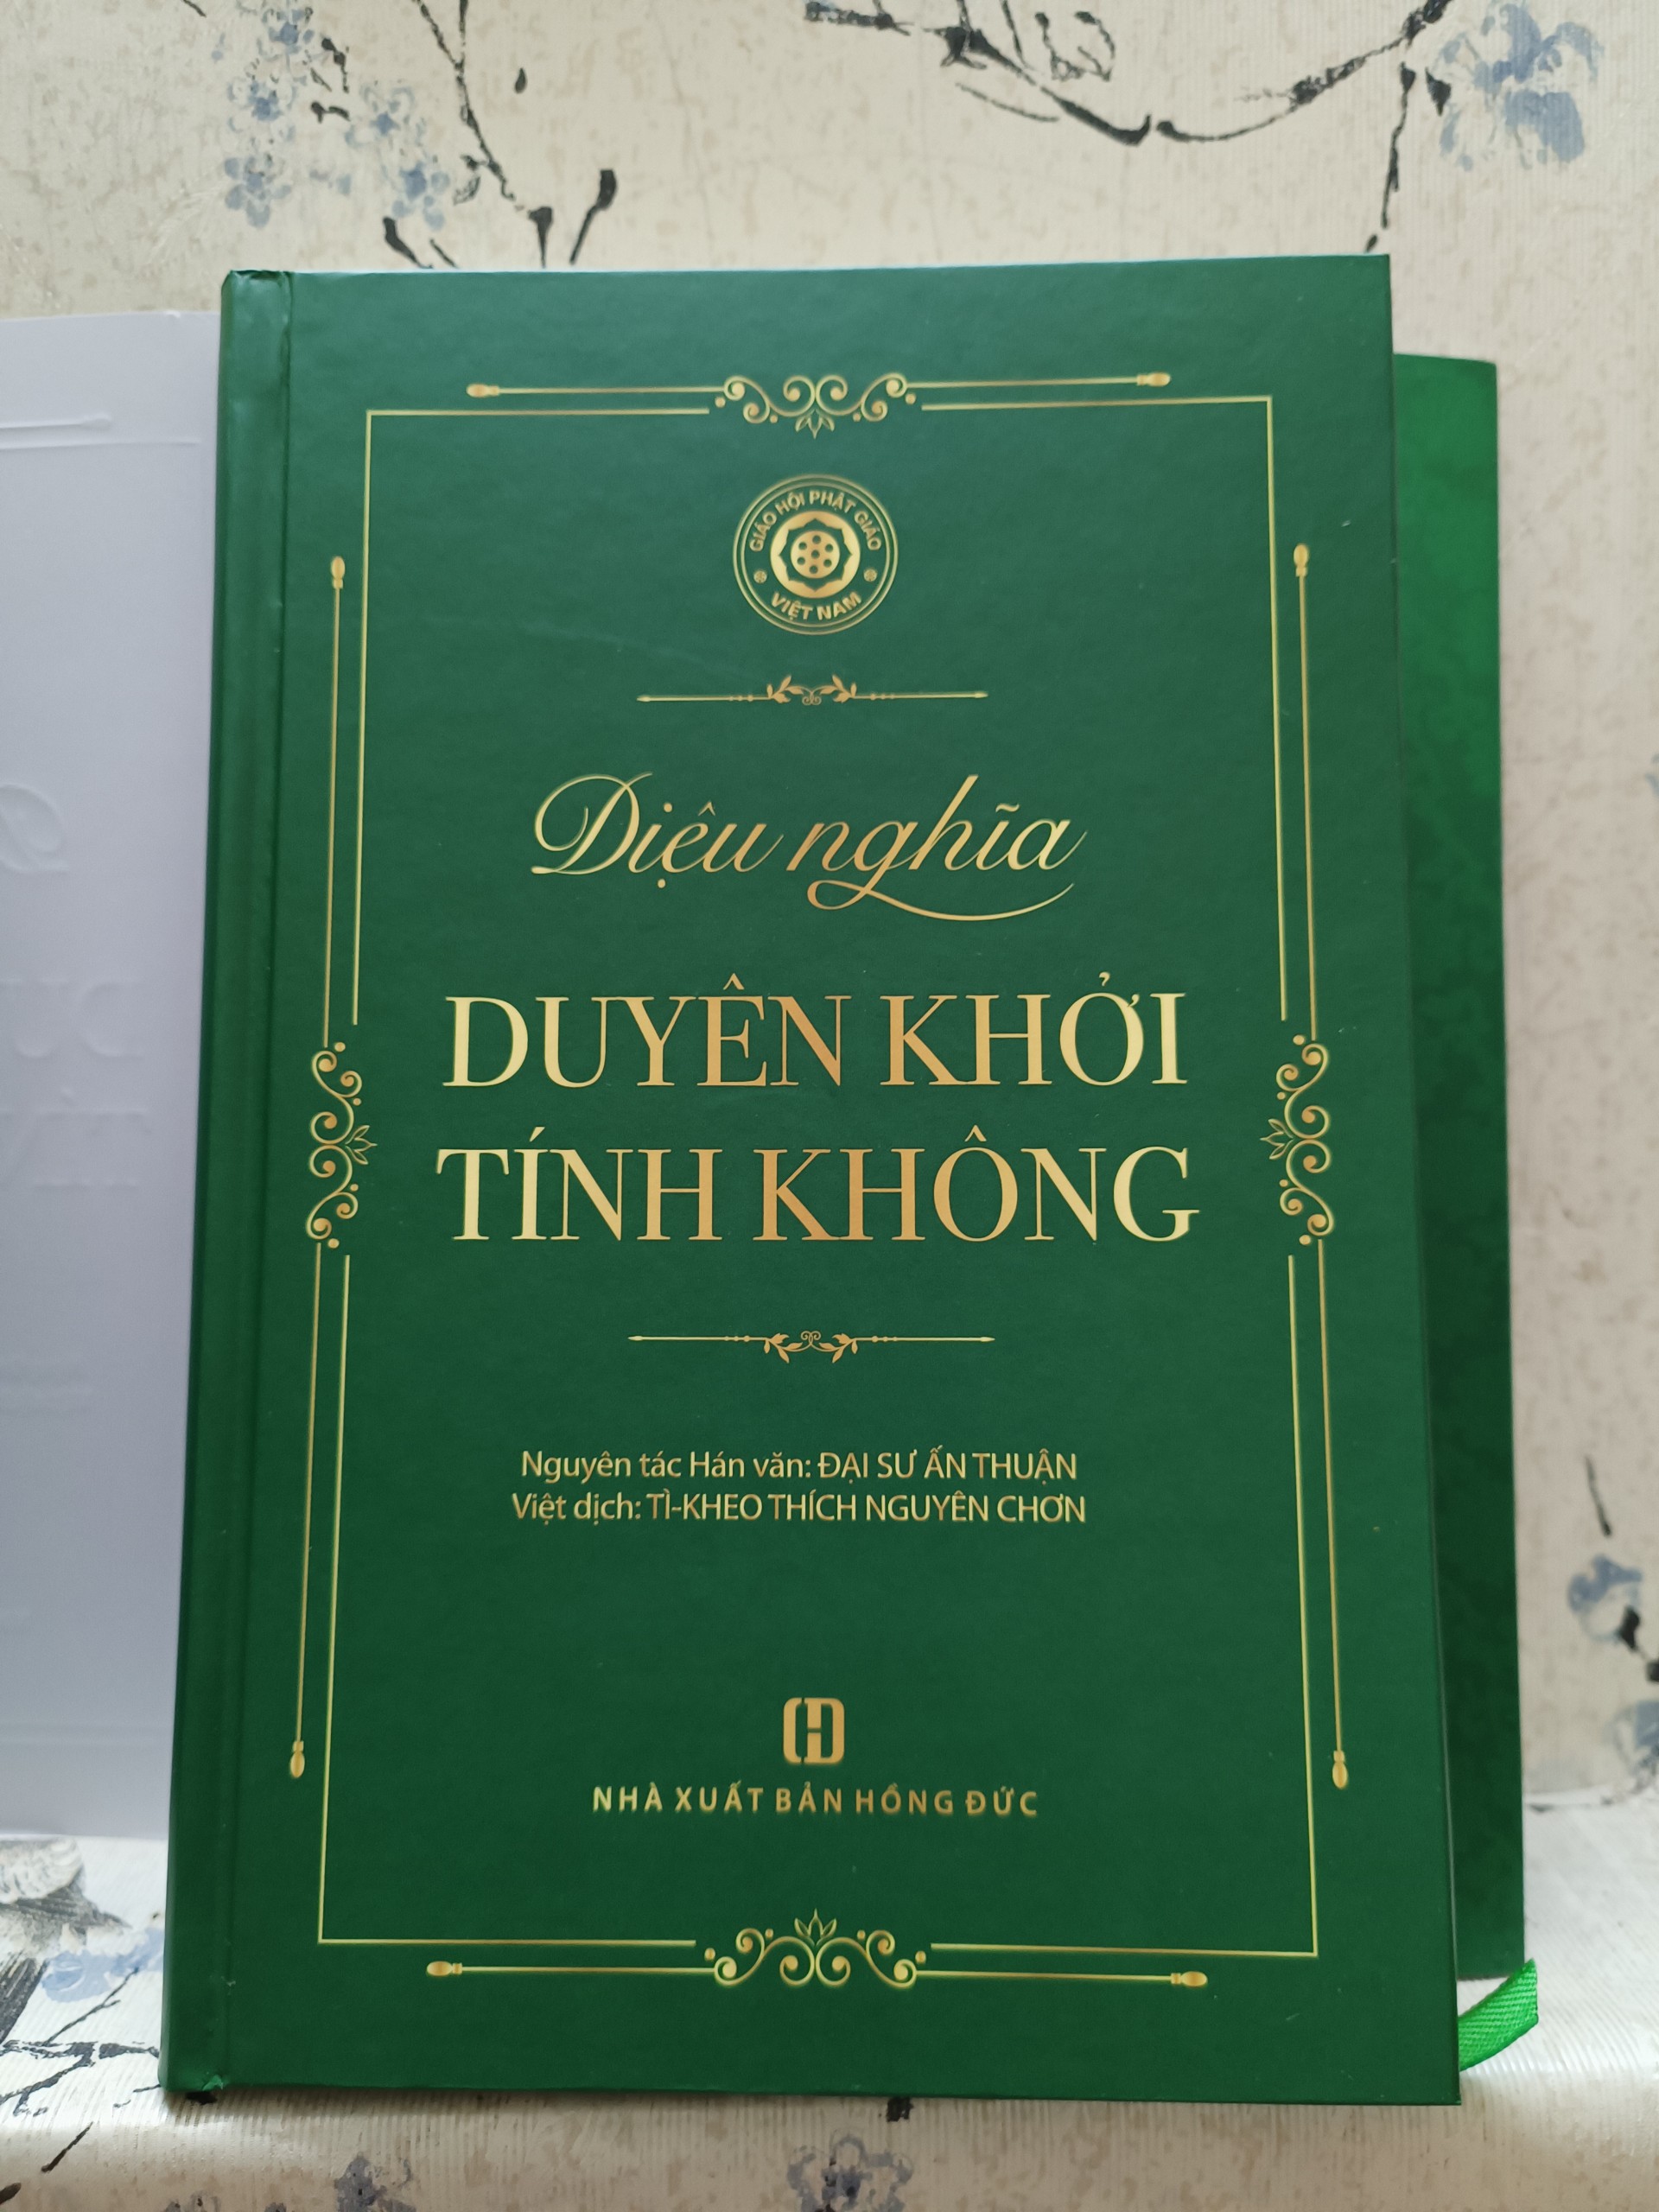 GIÁO HỘI PHẬT GIÁO
VIỆT NAM
Diệu nghĩa
DUYÊN KHỞI
TÍNH KHÔNG
Nguyên tác Hán văn: ĐẠI SƯ ẤN THUẬN
Việt dịch: TÌ-KHEO THÍCH NGUYÊN CHƠN
NHÀ XUẤT BẢN HỒNG ĐỨC